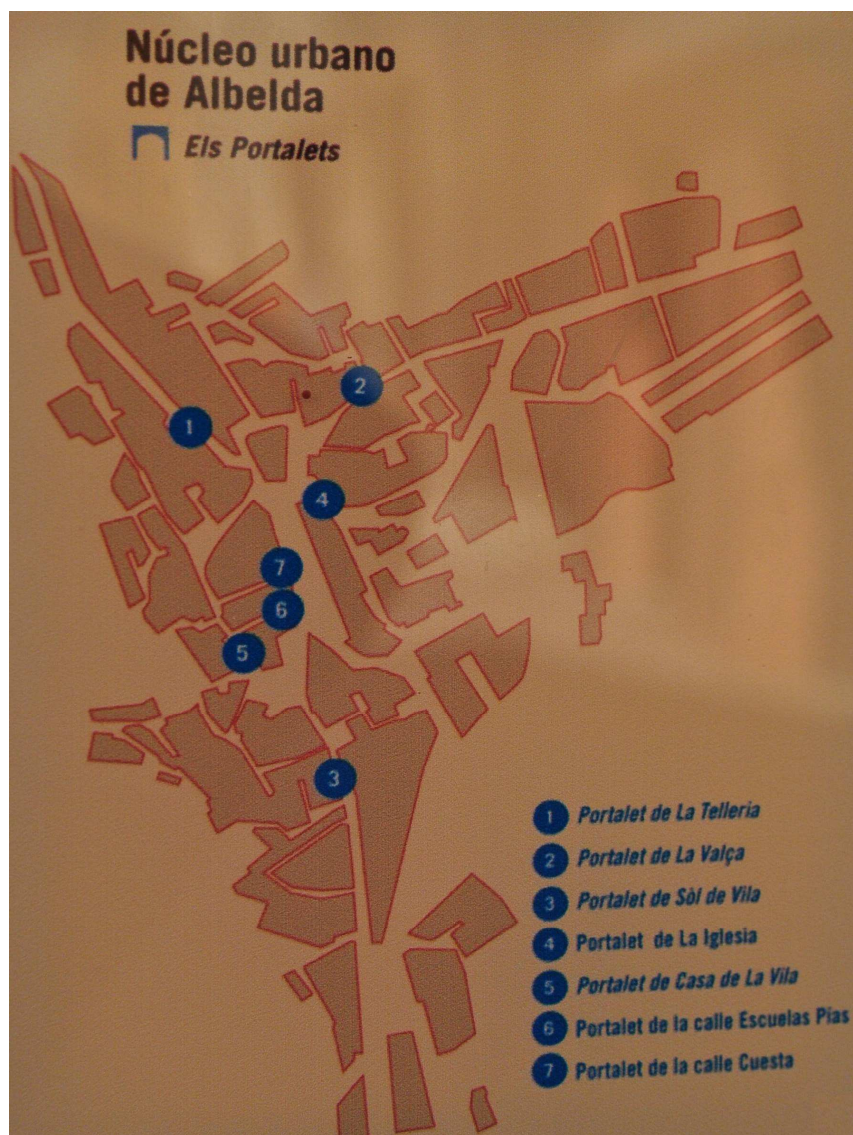 Núcleo urbano
de Albelda
Els Portalets
2
1
4
7
6
5
3
1 Portalet de La Telleria
2 Portalet de La Valça
3 Portalet de Sòl de Vila
4 Portalet de La Iglesia
5 Portalet de Casa de La Vila
6 Portalet de la calle Escuelas Pías
7 Portalet de la calle Cuesta